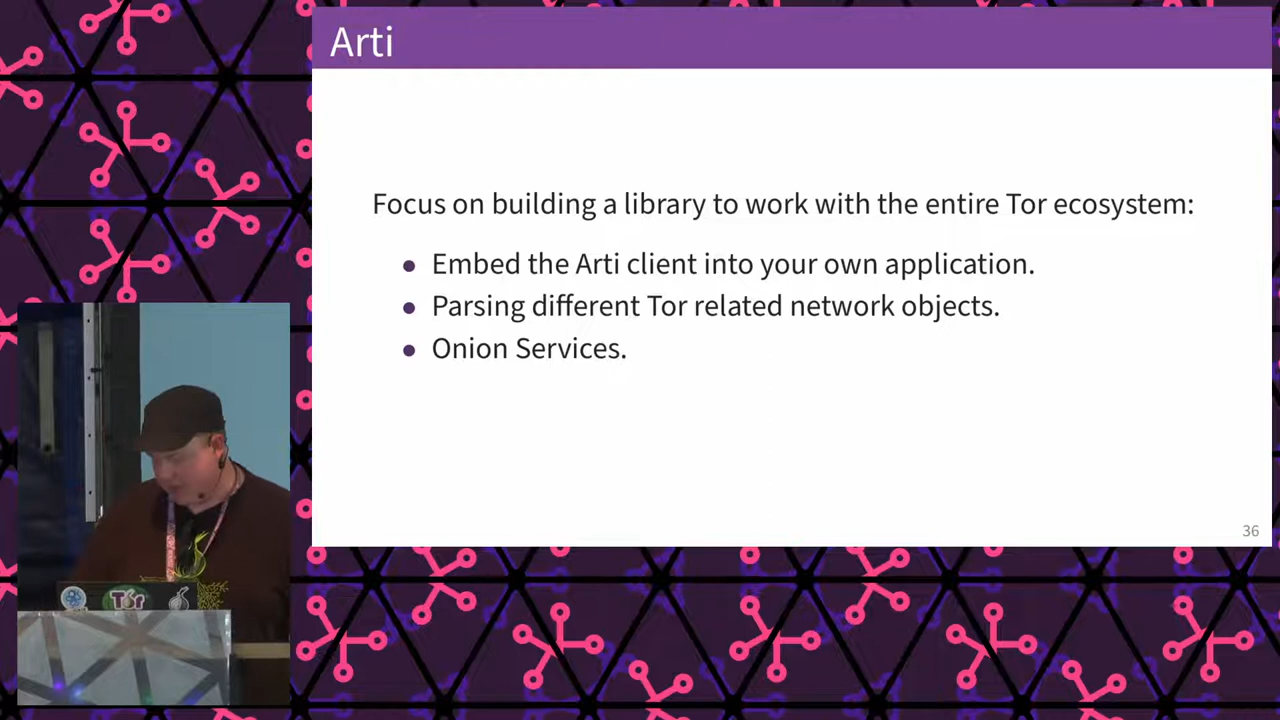 Arti
Focus on building a library to work with the entire Tor ecosystem:
● Embed the Arti client into your own application.
● Parsing different Tor related network objects.
● Onion Services.
36
Tor